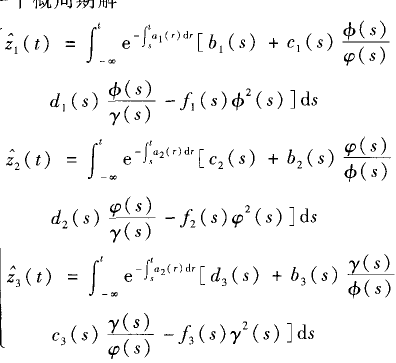 个概周期解
ẑ₁(t) = ∫_{-∞}^{t} e^{-∫_s^t a₁(r)dr}[b₁(s) + c₁(s) ϕ(s)/φ(s)
d₁(s) ϕ(s)/γ(s) − f₁(s)ϕ²(s)]ds
ẑ₂(t) = ∫_{-∞}^{t} e^{-∫_s^t a₂(r)dr}[c₂(s) + b₂(s) φ(s)/ϕ(s)
d₂(s) φ(s)/γ(s) − f₂(s)φ²(s)]ds
ẑ₃(t) = ∫_{-∞}^{t} e^{-∫_s^t a₂(r)dr}[d₃(s) + b₃(s) γ(s)/ϕ(s)
c₃(s) γ(s)/φ(s) − f₃(s)γ²(s)]ds